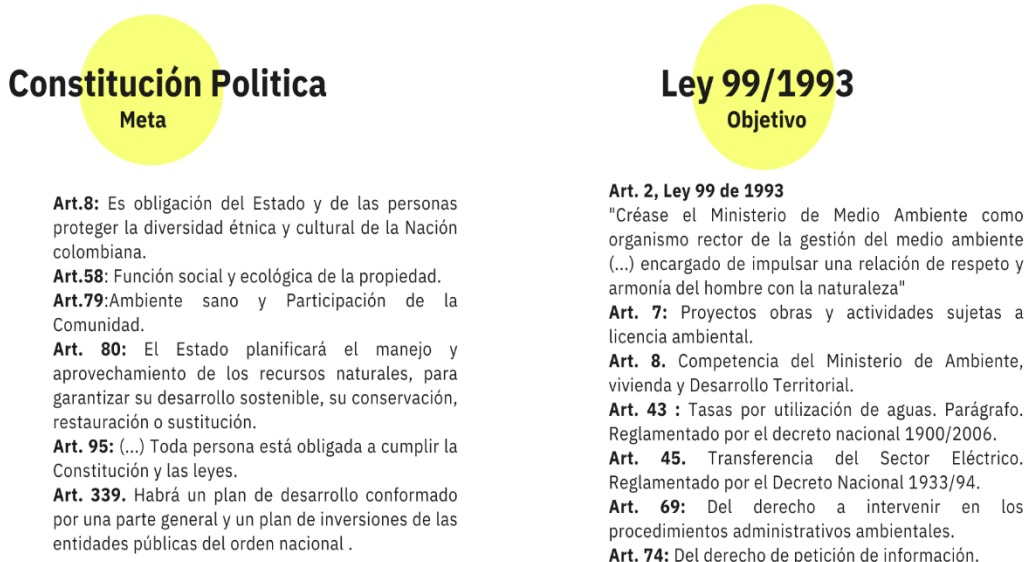 Constitución Politica
Meta
Art.8: Es obligación del Estado y de las personas
proteger la diversidad étnica y cultural de la Nación
colombiana.
Art.58: Función social y ecológica de la propiedad.
Art.79:Ambiente sano y Participación de la
Comunidad.
Art. 80: El Estado planificará el manejo y
aprovechamiento de los recursos naturales, para
garantizar su desarrollo sostenible, su conservación,
restauración o sustitución.
Art. 95: (...) Toda persona está obligada a cumplir la
Constitución y las leyes.
Art. 339. Habrá un plan de desarrollo conformado
por una parte general y un plan de inversiones de las
entidades públicas del orden nacional .
Ley 99/1993
Objetivo
Art. 2, Ley 99 de 1993
"Créase el Ministerio de Medio Ambiente como
organismo rector de la gestión del medio ambiente
(...) encargado de impulsar una relación de respeto y
armonía del hombre con la naturaleza"
Art. 7: Proyectos obras y actividades sujetas a
licencia ambiental.
Art. 8. Competencia del Ministerio de Ambiente,
vivienda y Desarrollo Territorial.
Art. 43 : Tasas por utilización de aguas. Parágrafo.
Reglamentado por el decreto nacional 1900/2006.
Art. 45. Transferencia del Sector Eléctrico.
Reglamentado por el Decreto Nacional 1933/94.
Art. 69: Del derecho a intervenir en los
procedimientos administrativos ambientales.
Art. 74: Del derecho de petición de información.